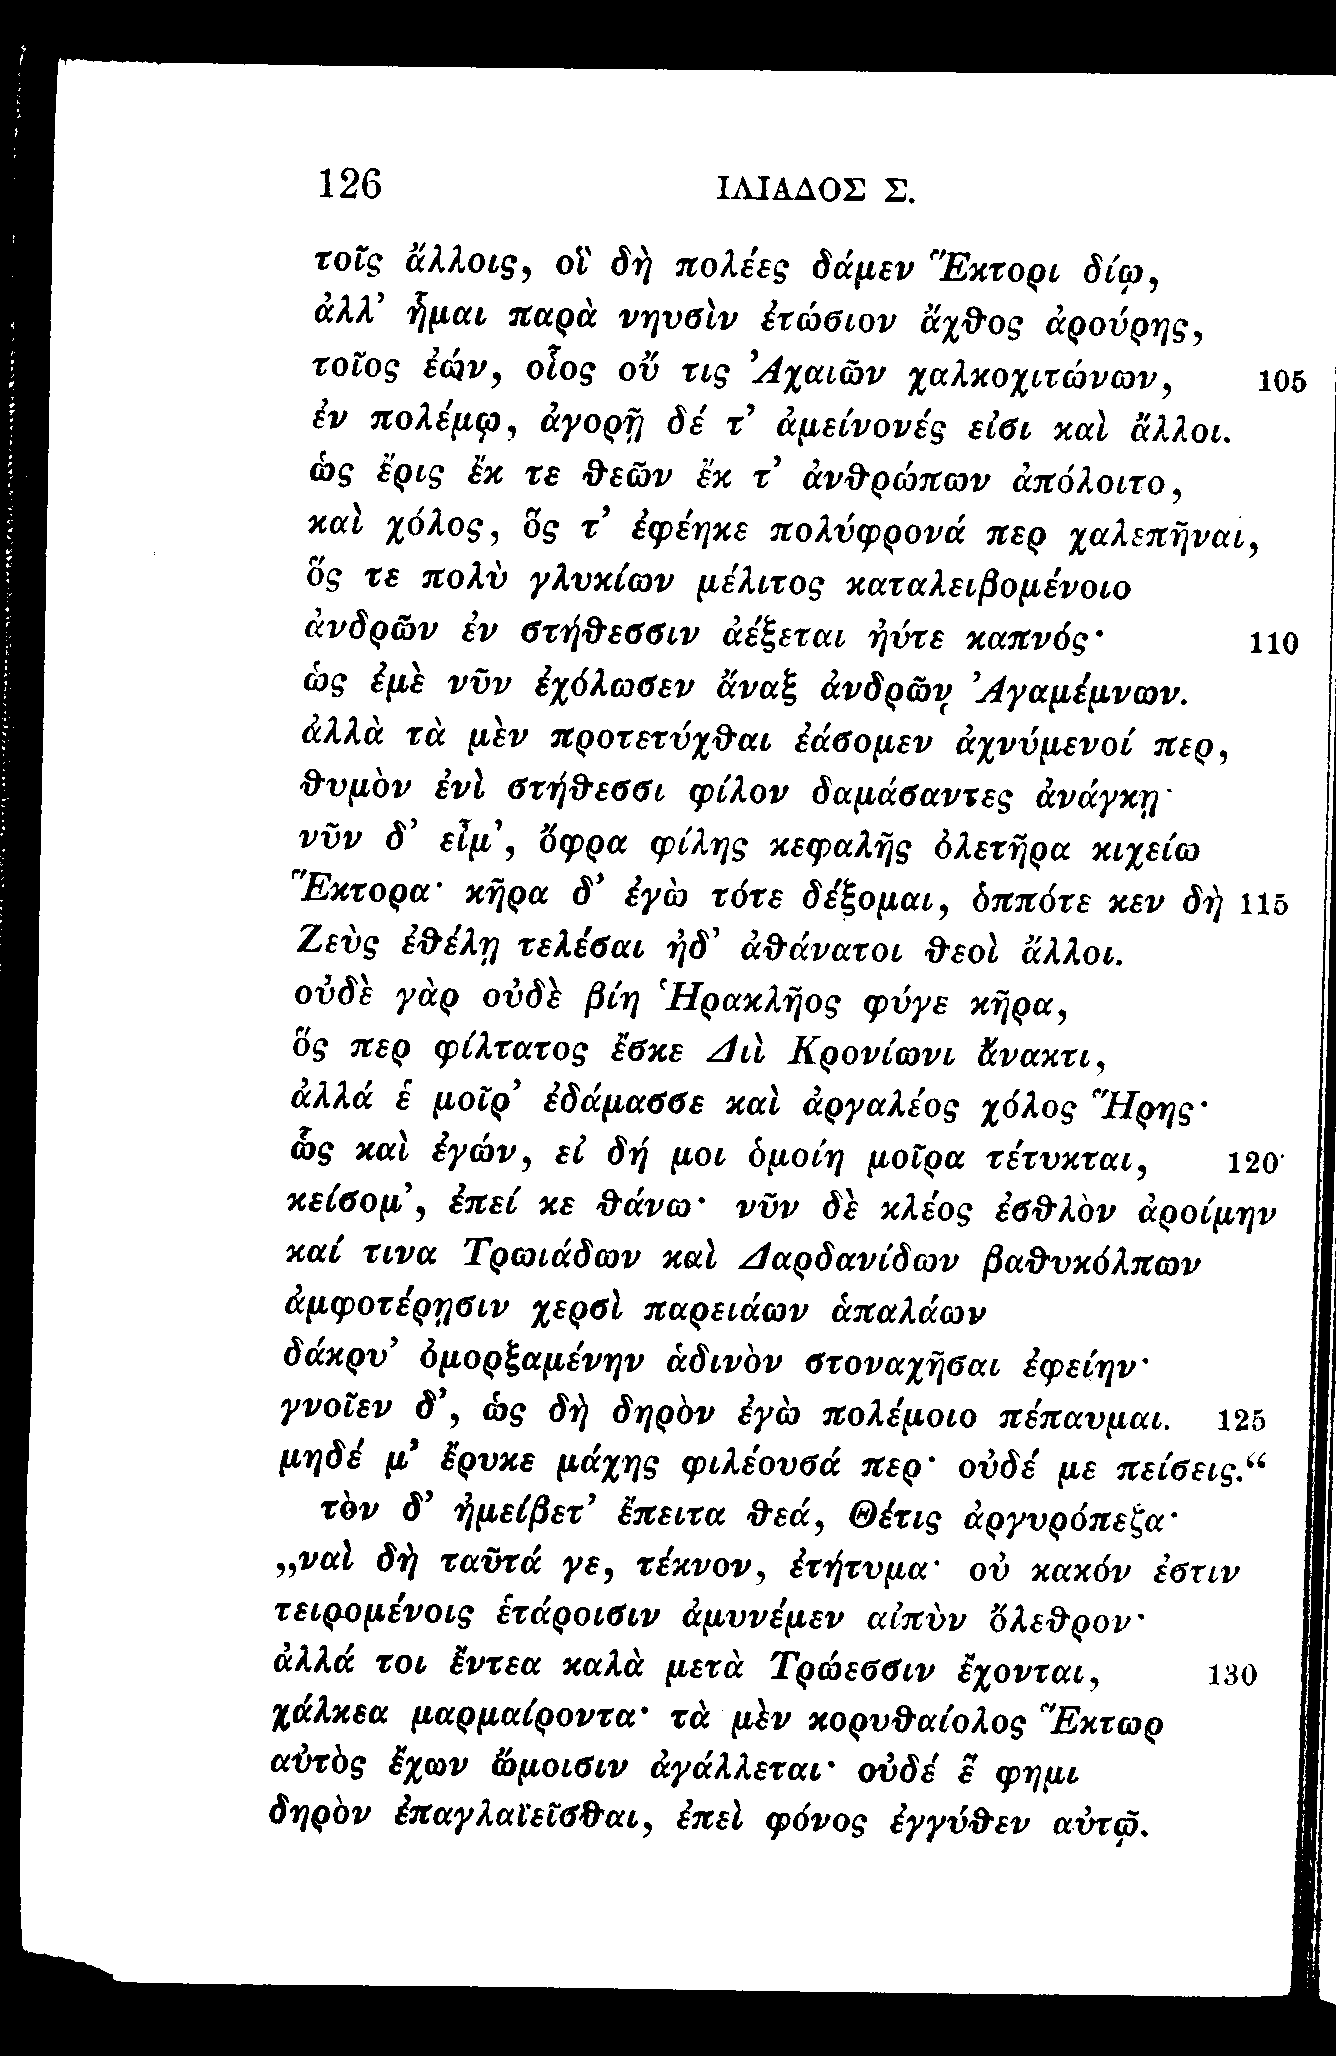 126 ΙΛΙΑΔΟΣ Σ.
τοῖς ἄλλοις, οἳ δὴ πολέες δάμεν Ἕκτορι δίῳ,
ἀλλ’ ἧμαι παρὰ νηυσὶν ἐτώσιον ἄχθος ἀρούρης,
τοῖος ἐών, οἷος οὔ τις Ἀχαιῶν χαλκοχιτώνων, 105
ἐν πολέμῳ, ἀγορῇ δέ τ’ ἀμείνονές εἰσι καὶ ἄλλοι.
ὡς ἔρις ἔκ τε θεῶν ἔκ τ’ ἀνθρώπων ἀπόλοιτο,
καὶ χόλος, ὅς τ’ ἐφέηκε πολύφρονά περ χαλεπῆναι,
ὅς τε πολὺ γλυκίων μέλιτος καταλειβομένοιο
ἀνδρῶν ἐν στήθεσσιν ἀέξεται ἠύτε καπνός· 110
ὡς ἐμὲ νῦν ἐχόλωσεν ἄναξ ἀνδρῶν Ἀγαμέμνων.
ἀλλὰ τὰ μὲν προτετύχθαι ἐάσομεν ἀχνύμενοί περ,
θυμὸν ἐνὶ στήθεσσι φίλον δαμάσαντες ἀνάγκῃ·
νῦν δ’ εἶμ’, ὄφρα φίλης κεφαλῆς ὀλετῆρα κιχείω
Ἕκτορα· κῆρα δ’ ἐγὼ τότε δέξομαι, ὁππότε κεν δὴ 115
Ζεὺς ἐθέλῃ τελέσαι ἠδ’ ἀθάνατοι θεοὶ ἄλλοι.
οὐδὲ γὰρ οὐδὲ βίη Ἡρακλῆος φύγε κῆρα,
ὅς περ φίλτατος ἔσκε Διὶ Κρονίωνι ἄνακτι,
ἀλλά ἑ μοῖρ’ ἐδάμασσε καὶ ἀργαλέος χόλος Ἥρης·
ὣς καὶ ἐγών, εἰ δή μοι ὁμοίη μοῖρα τέτυκται, 120
κείσομ’, ἐπεί κε θάνω· νῦν δὲ κλέος ἐσθλὸν ἀροίμην
καί τινα Τρωιάδων καὶ Δαρδανίδων βαθυκόλπων
ἀμφοτέρῃσιν χερσὶ παρειάων ἁπαλάων
δάκρυ’ ὀμορξαμένην ἁδινὸν στοναχῆσαι ἐφείην·
γνοῖεν δ’, ὡς δὴ δηρὸν ἐγὼ πολέμοιο πέπαυμαι. 125
μηδέ μ’ ἔρυκε μάχης φιλέουσά περ· οὐδέ με πείσεις.“
τὸν δ’ ἠμείβετ’ ἔπειτα θεά, Θέτις ἀργυρόπεζα·
„ναὶ δὴ ταῦτά γε, τέκνον, ἐτήτυμα· οὐ κακόν ἐστιν
τειρομένοις ἑτάροισιν ἀμυνέμεν αἰπὺν ὄλεθρον·
ἀλλά τοι ἔντεα καλὰ μετὰ Τρώεσσιν ἔχονται, 130
χάλκεα μαρμαίροντα· τὰ μὲν κορυθαίολος Ἕκτωρ
αὐτὸς ἔχων ὤμοισιν ἀγάλλεται· οὐδέ ἕ φημι
δηρὸν ἐπαγλαϊεῖσθαι, ἐπεὶ φόνος ἐγγύθεν αὐτῷ.